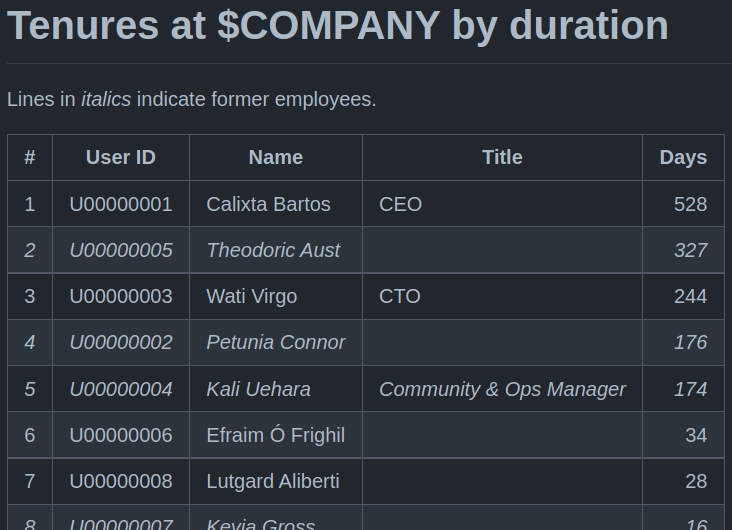 Tenures at $COMPANY by duration
Lines in italics indicate former employees.
# User ID Name Title Days
1 U00000001 Calixta Bartos CEO 528
2 U00000005 Theodoric Aust 327
3 U00000003 Wati Virgo CTO 244
4 U00000002 Petunia Connor 176
5 U00000004 Kali Uehara Community & Ops Manager 174
6 U00000006 Efraim Ó Frighil 34
7 U00000008 Lutgard Aliberti 28
8 U00000007 Kevia Gross 16